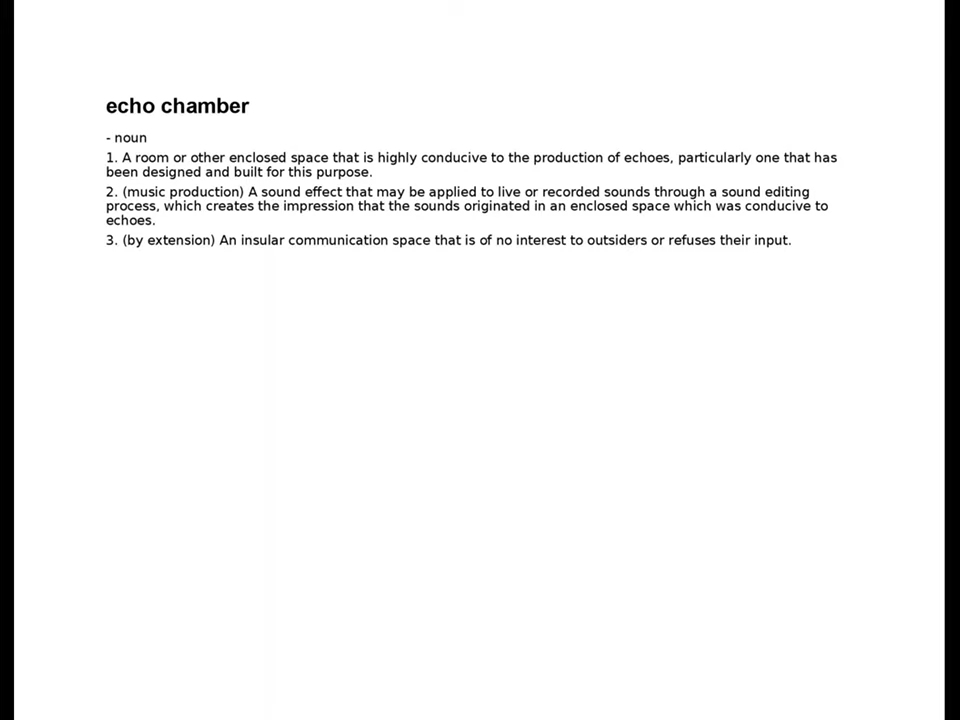 echo chamber
- noun
1. A room or other enclosed space that is highly conducive to the production of echoes, particularly one that has
been designed and built for this purpose.
2. (music production) A sound effect that may be applied to live or recorded sounds through a sound editing
process, which creates the impression that the sounds originated in an enclosed space which was conducive to
echoes.
3. (by extension) An insular communication space that is of no interest to outsiders or refuses their input.